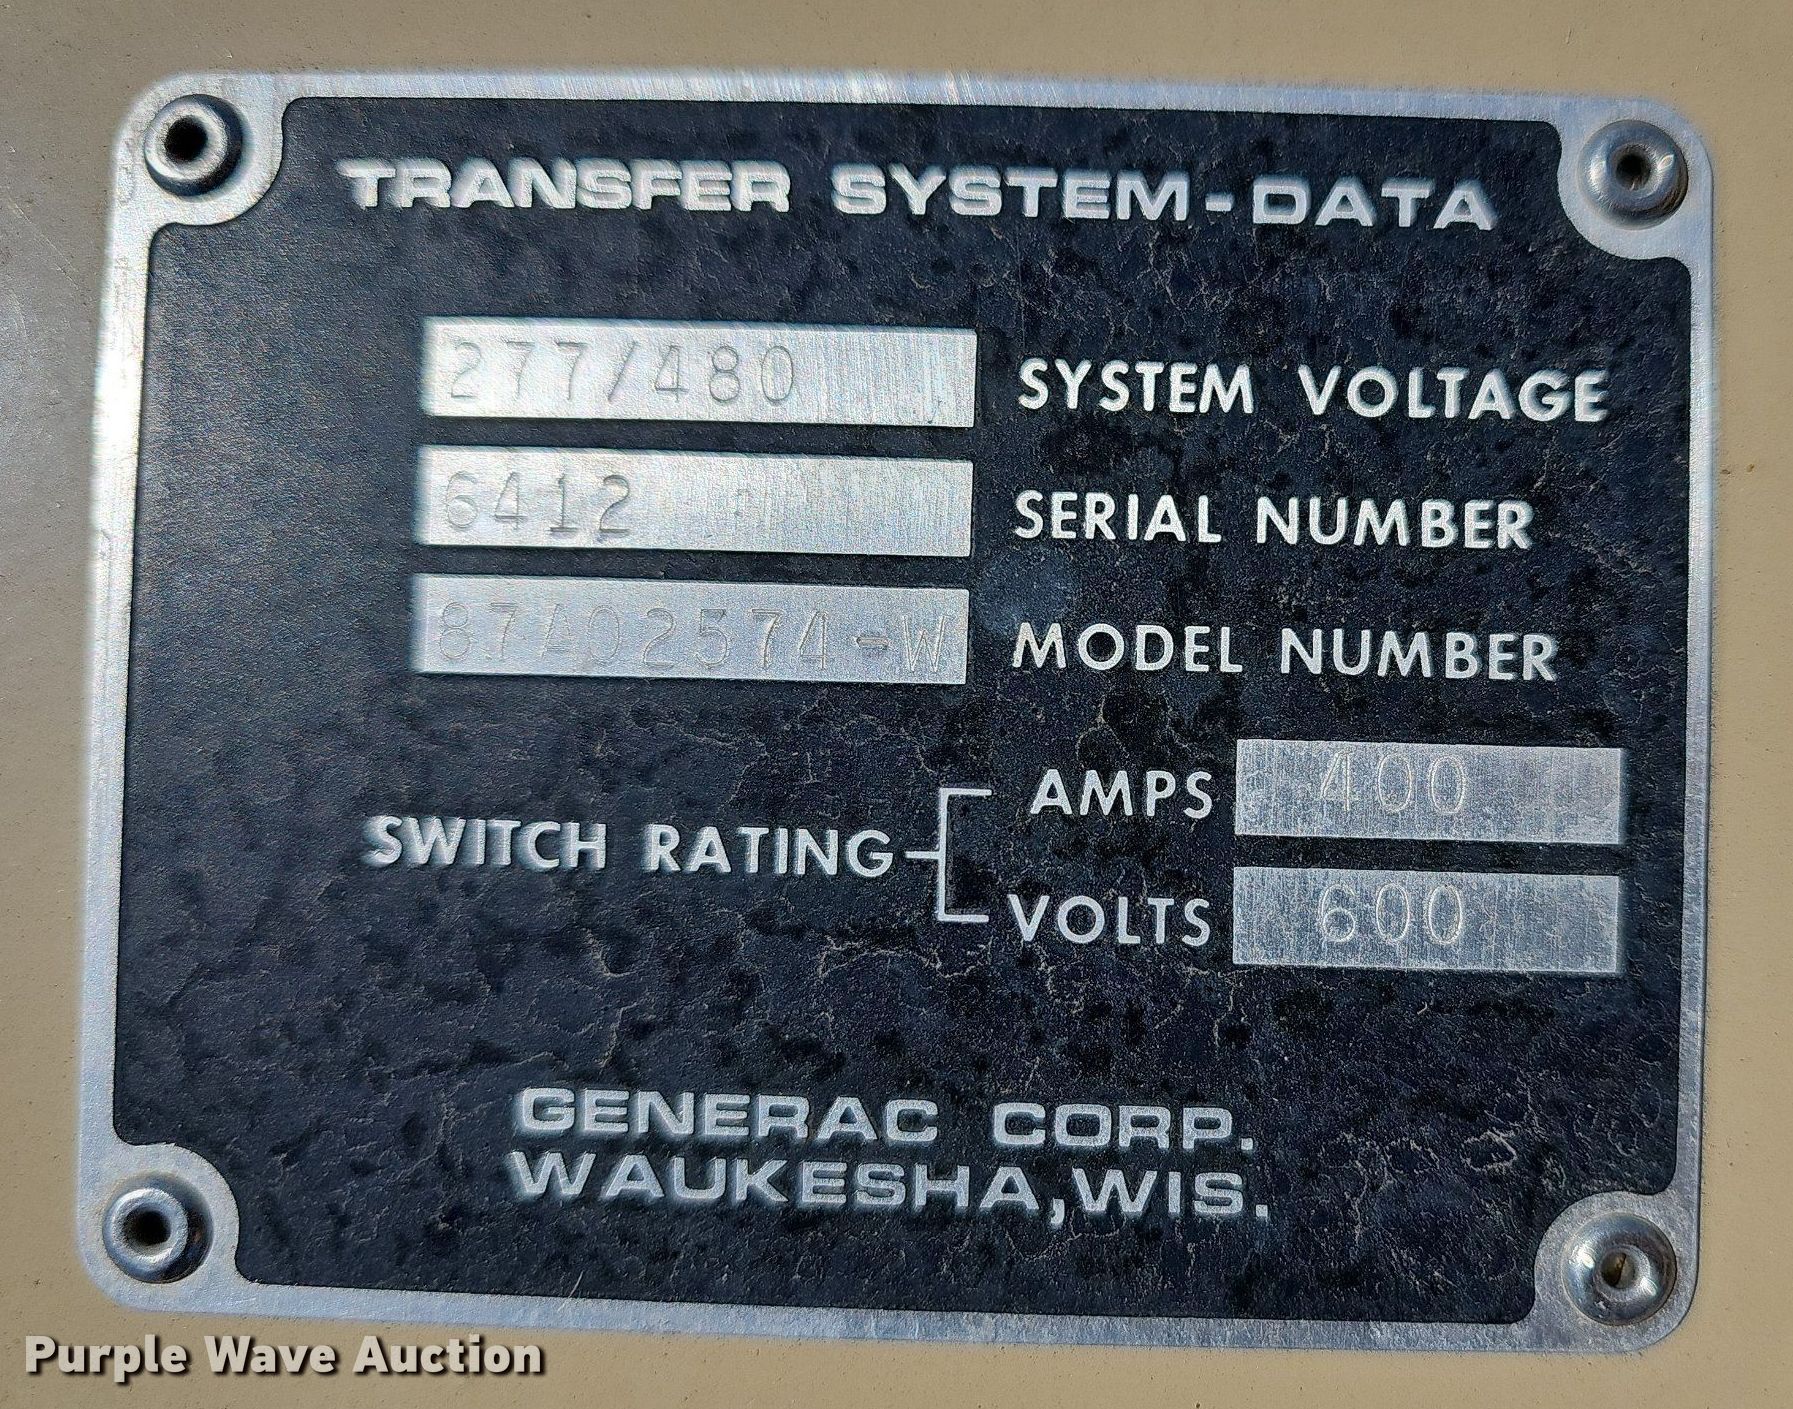 TRANSFER SYSTEM-DATA
277/480 SYSTEM VOLTAGE
6412 SERIAL NUMBER
87A02574-W MODEL NUMBER
SWITCH RATING
AMPS 400
VOLTS 600
GENERAC CORP.
WAUKESHA, WIS.
Purple Wave Auction